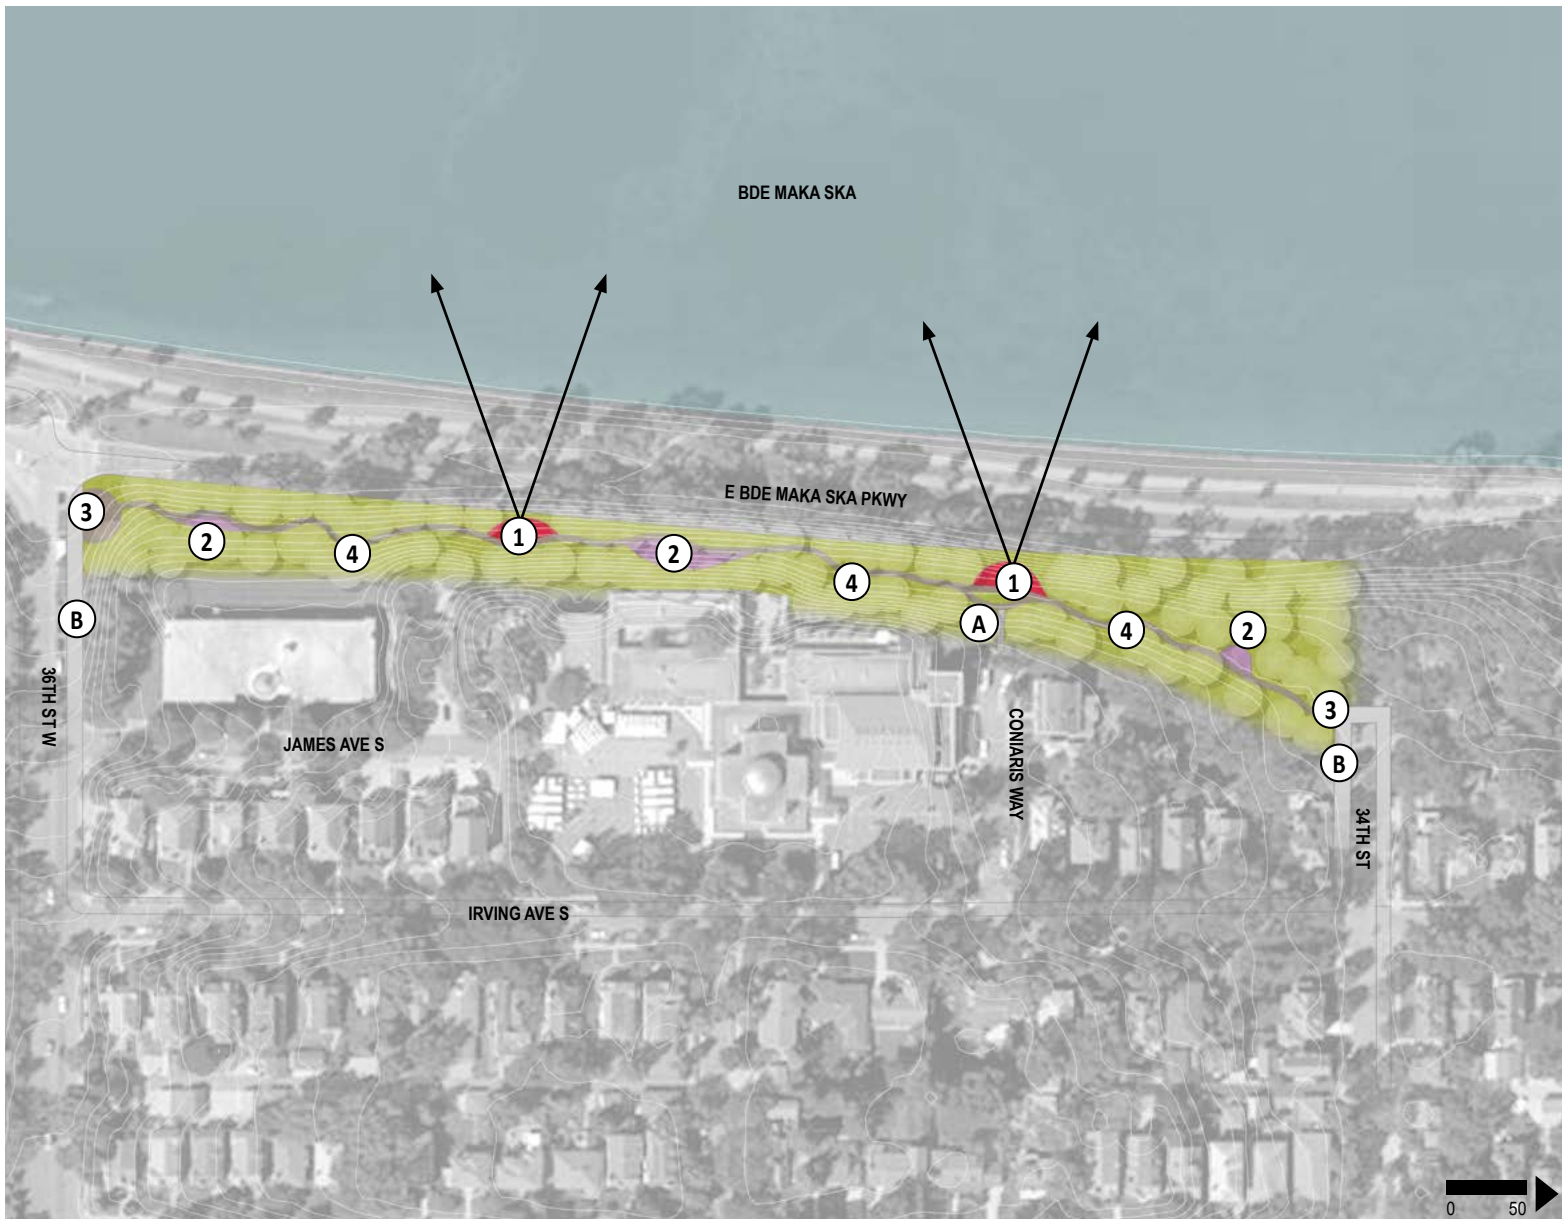 BDE MAKA SKA
E BDE MAKA SKA PKWY
3
2
4
1
2
4
1
A
4
2
B
3
B
36TH ST W
JAMES AVE S
CONIARIS WAY
34TH ST
IRVING AVE S
0 50